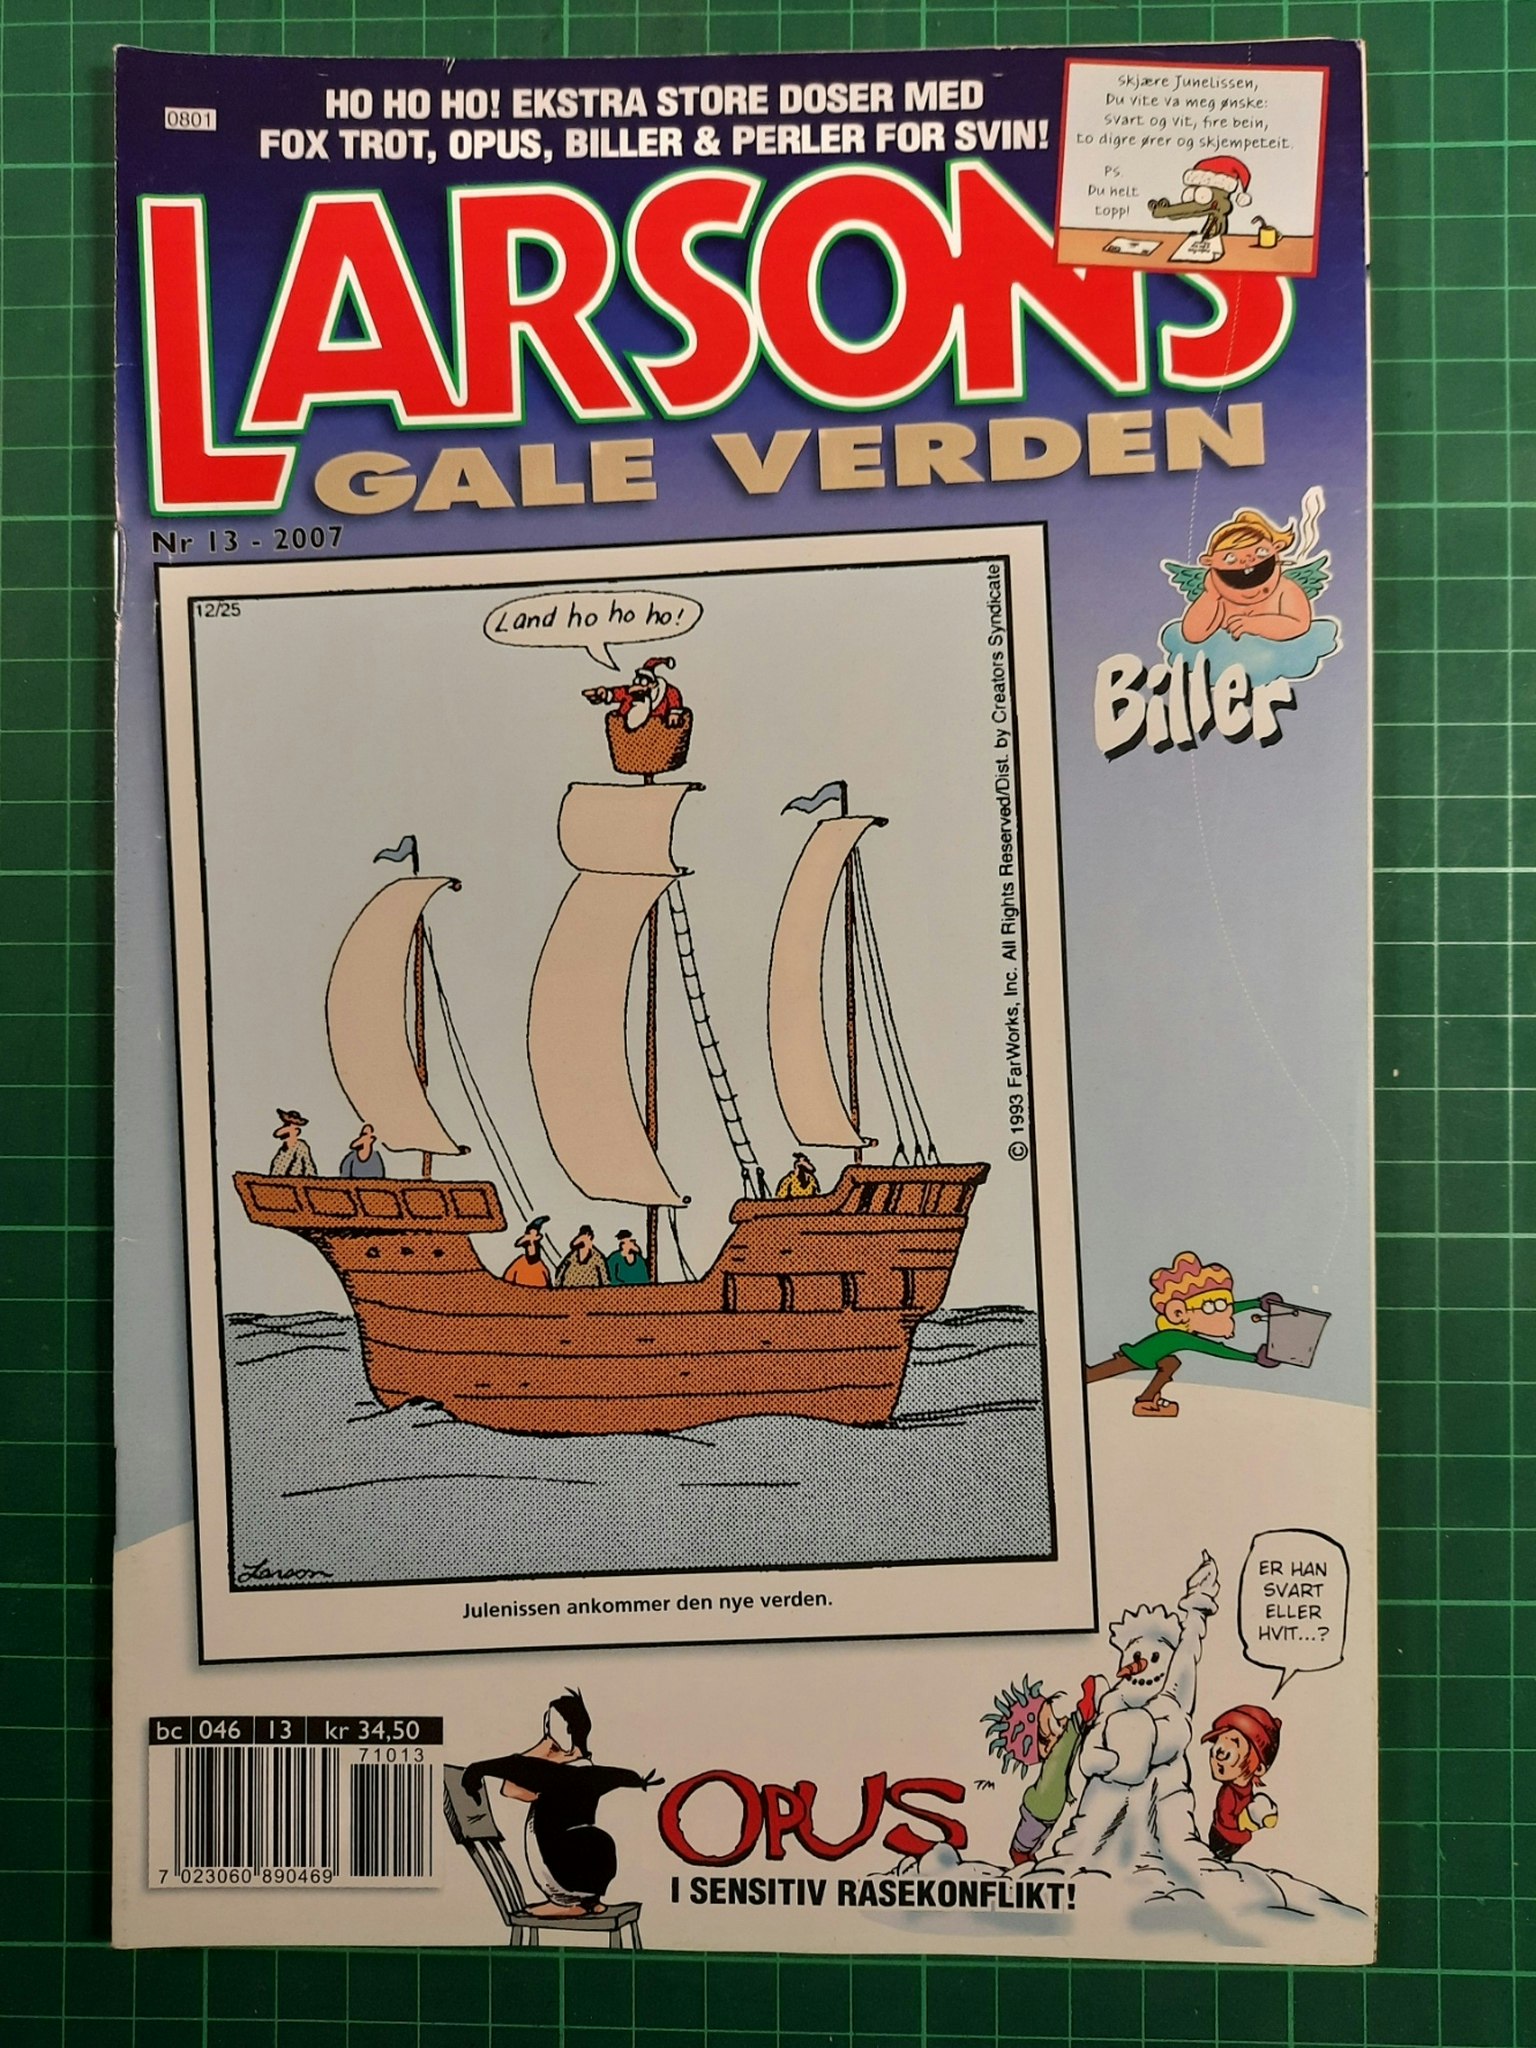 0801
HO HO HO! EKSTRA STORE DOSER MED
FOX TROT, OPUS, BILLER & PERLER FOR SVIN!
Skjære Junelissen,
Du vite va meg ønske:
Svart og vit, fire bein,
to digre ører og skjempeteit.
PS.
Du helt
topp!
LARSONS
GALE VERDEN
Nr 13 - 2007
12/25
Land ho ho ho!
© 1993 FarWorks, Inc. All Rights Reserved/Dist. by Creators Syndicate
Biller
Larson
Julenissen ankommer den nye verden.
ER HAN
SVART
ELLER
HVIT...?
bc 046 13 kr 34,50
71013
7 023060 890469
OPUS™
I SENSITIV RASEKONFLIKT!